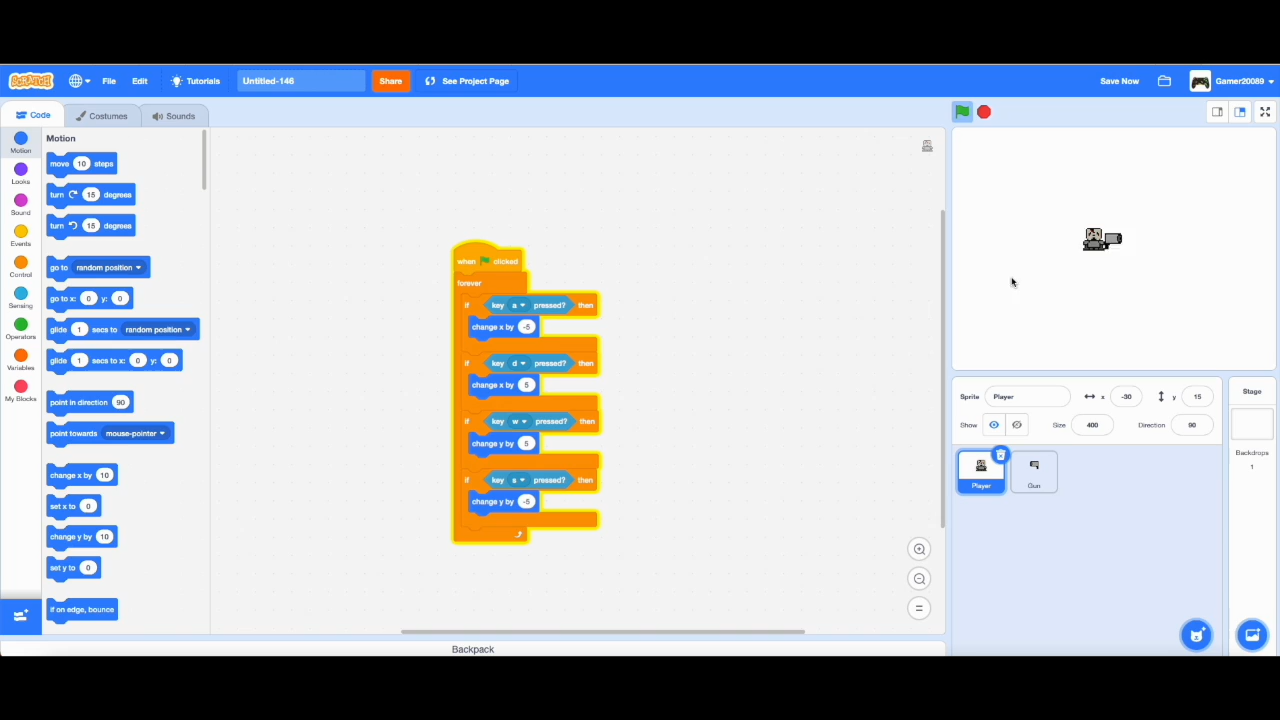 SCRATCH File Edit Tutorials Untitled-146 Share See Project Page Save Now Gamer20089
Code Costumes Sounds
Motion
Looks
Sound
Events
Control
Sensing
Operators
Variables
My Blocks
Motion
move 10 steps
turn 15 degrees
turn 15 degrees
go to random position
go to x: 0 y: 0
glide 1 secs to random position
glide 1 secs to x: 0 y: 0
point in direction 90
point towards mouse-pointer
change x by 10
set x to 0
change y by 10
set y to 0
if on edge, bounce
when clicked
forever
if key a pressed? then
change x by -5
if key d pressed? then
change x by 5
if key w pressed? then
change y by 5
if key s pressed? then
change y by -5
Backpack
Sprite Player x -30 y 15
Show Size 400 Direction 90
Player
Gun
Stage
Backdrops
1